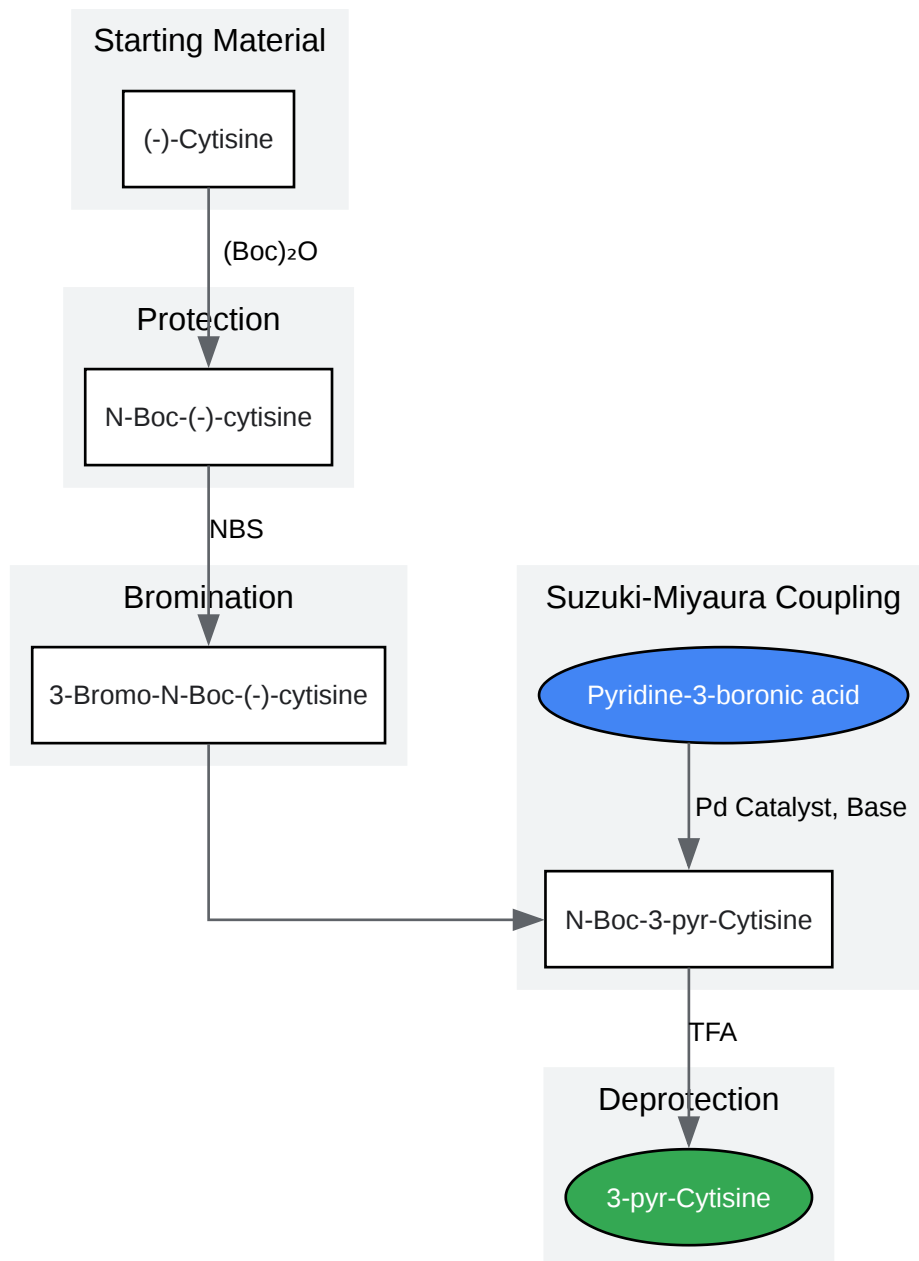 Starting Material
(-)-Cytisine
(Boc)₂O
Protection
N-Boc-(-)-cytisine
NBS
Bromination
3-Bromo-N-Boc-(-)-cytisine
Suzuki-Miyaura Coupling
Pyridine-3-boronic acid
Pd Catalyst, Base
N-Boc-3-pyr-Cytisine
TFA
Deprotection
3-pyr-Cytisine